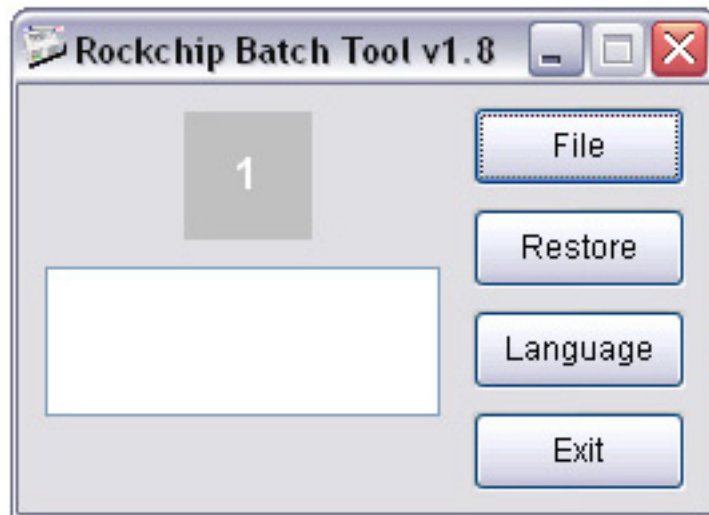 Rockchip Batch Tool v1.8
1
File
Restore
Language
Exit